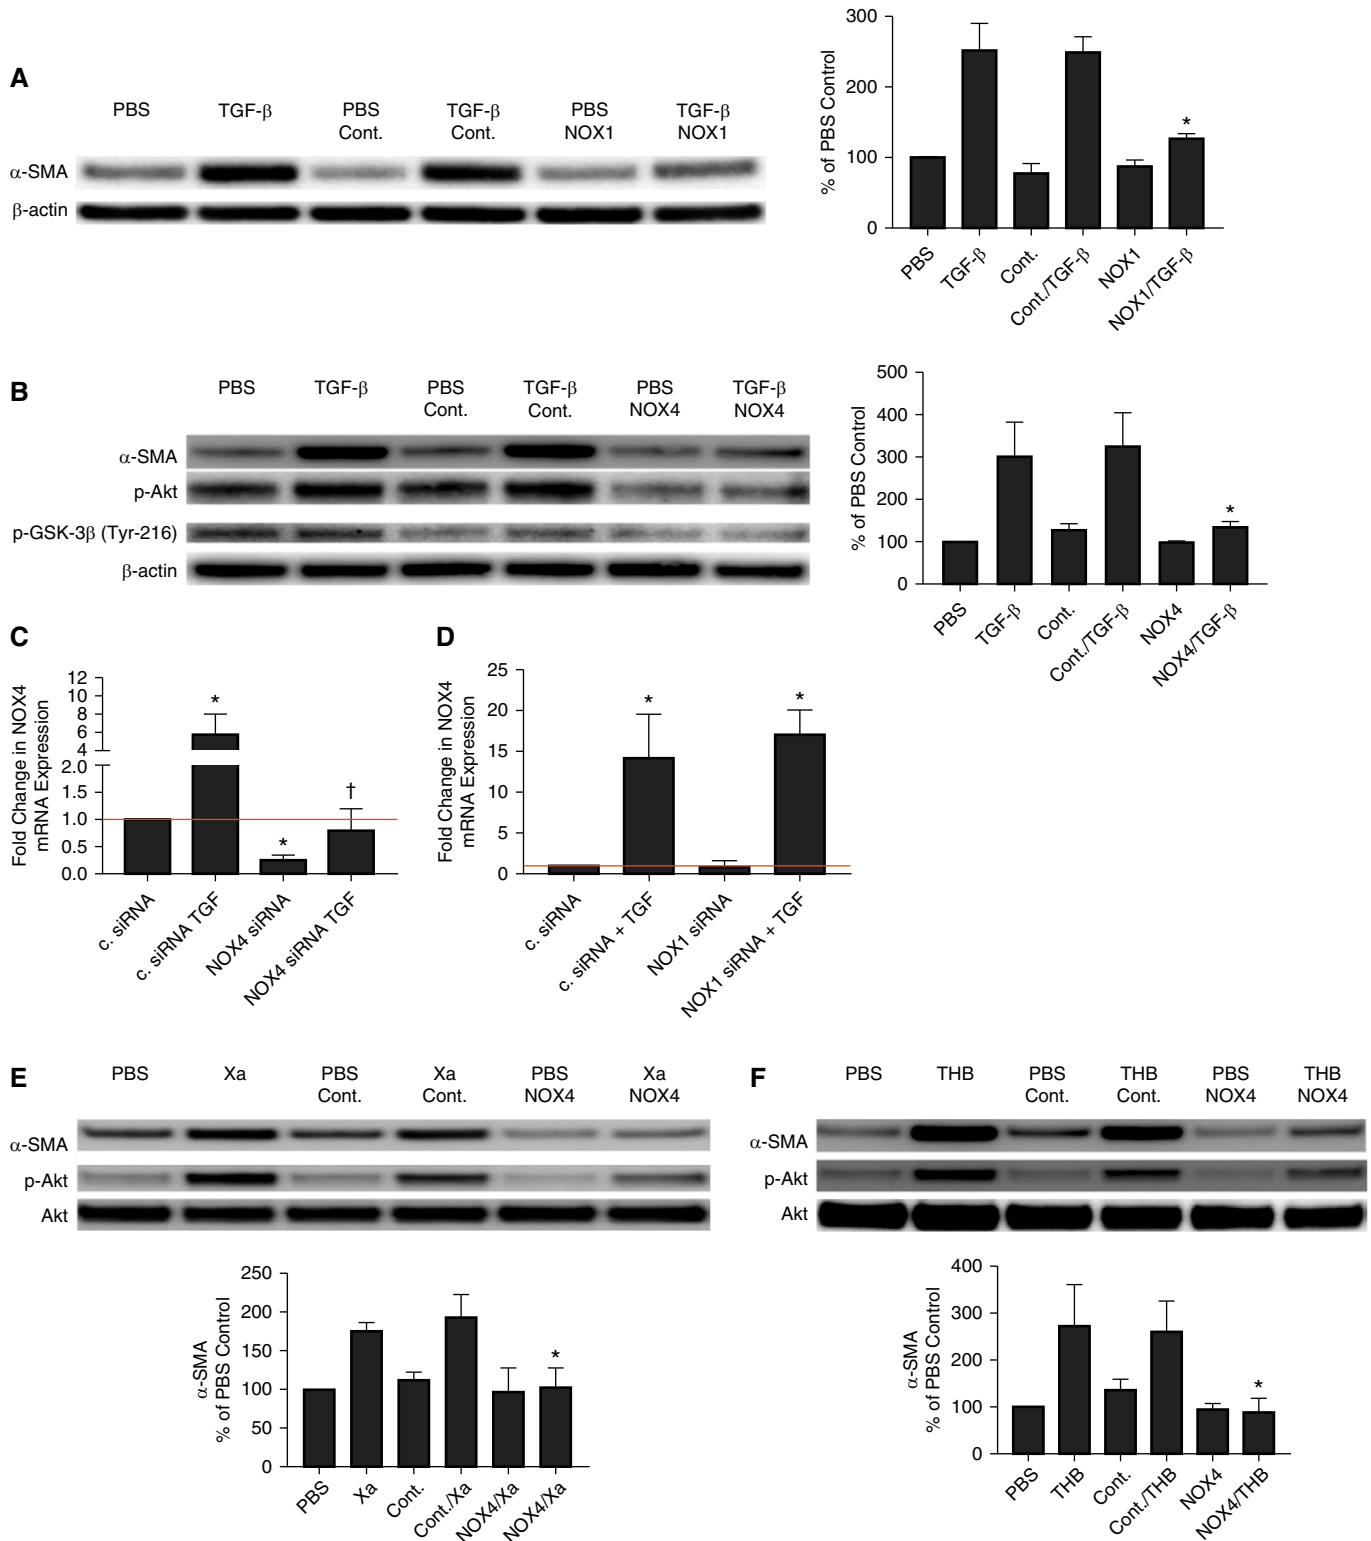 A
PBS
TGF-β
PBS
Cont.
TGF-β
Cont.
PBS
NOX1
TGF-β
NOX1
α-SMA
β-actin
% of PBS Control
300
200
100
0
PBS
TGF-β
Cont.
Cont./TGF-β
NOX1
NOX1/TGF-β
*
B
PBS
TGF-β
PBS
Cont.
TGF-β
Cont.
PBS
NOX4
TGF-β
NOX4
α-SMA
p-Akt
p-GSK-3β (Tyr-216)
β-actin
% of PBS Control
500
400
300
200
100
0
PBS
TGF-β
Cont.
Cont./TGF-β
NOX4
NOX4/TGF-β
*
C
Fold Change in NOX4
mRNA Expression
12
10
8
6
4
2.0
1.5
1.0
0.5
0.0
*
*
†
c. siRNA
c. siRNA TGF
NOX4 siRNA
NOX4 siRNA TGF
D
Fold Change in NOX4
mRNA Expression
25
20
15
10
5
0
*
*
c. siRNA
c. siRNA + TGF
NOX1 siRNA
NOX1 siRNA + TGF
E
PBS
Xa
PBS
Cont.
Xa
Cont.
PBS
NOX4
Xa
NOX4
α-SMA
p-Akt
Akt
α-SMA
% of PBS Control
250
200
150
100
50
0
*
PBS
Xa
Cont.
Cont./Xa
NOX4/Xa
NOX4/Xa
F
PBS
THB
PBS
Cont.
THB
Cont.
PBS
NOX4
THB
NOX4
α-SMA
p-Akt
Akt
α-SMA
% of PBS Control
400
300
200
100
0
*
PBS
THB
Cont.
Cont./THB
NOX4
NOX4/THB